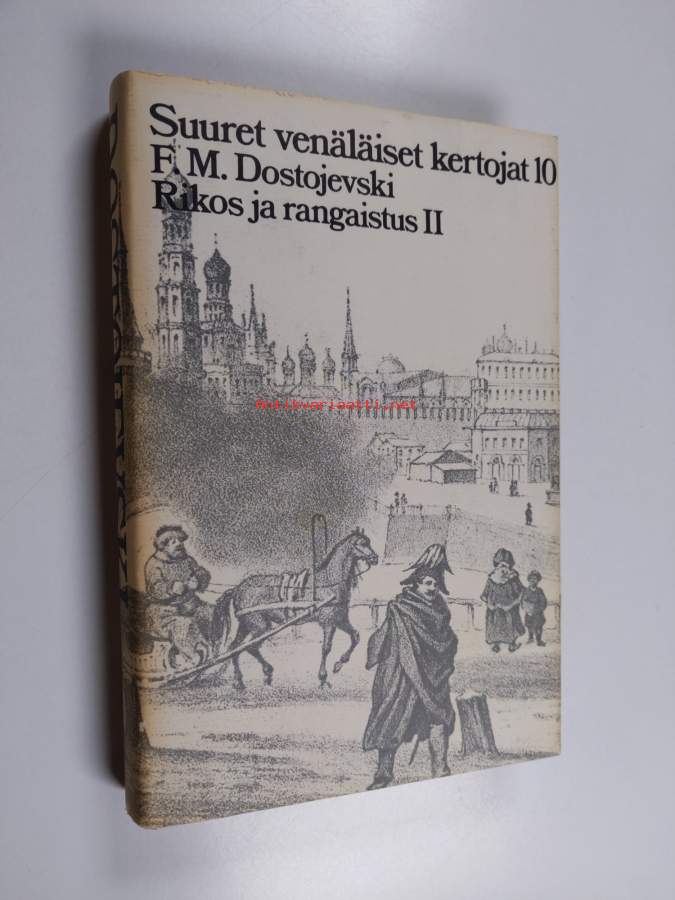 Suuret venäläiset kertojat 10
F. M. Dostojevski
Rikos ja rangaistus II
Antikvariaatti.net